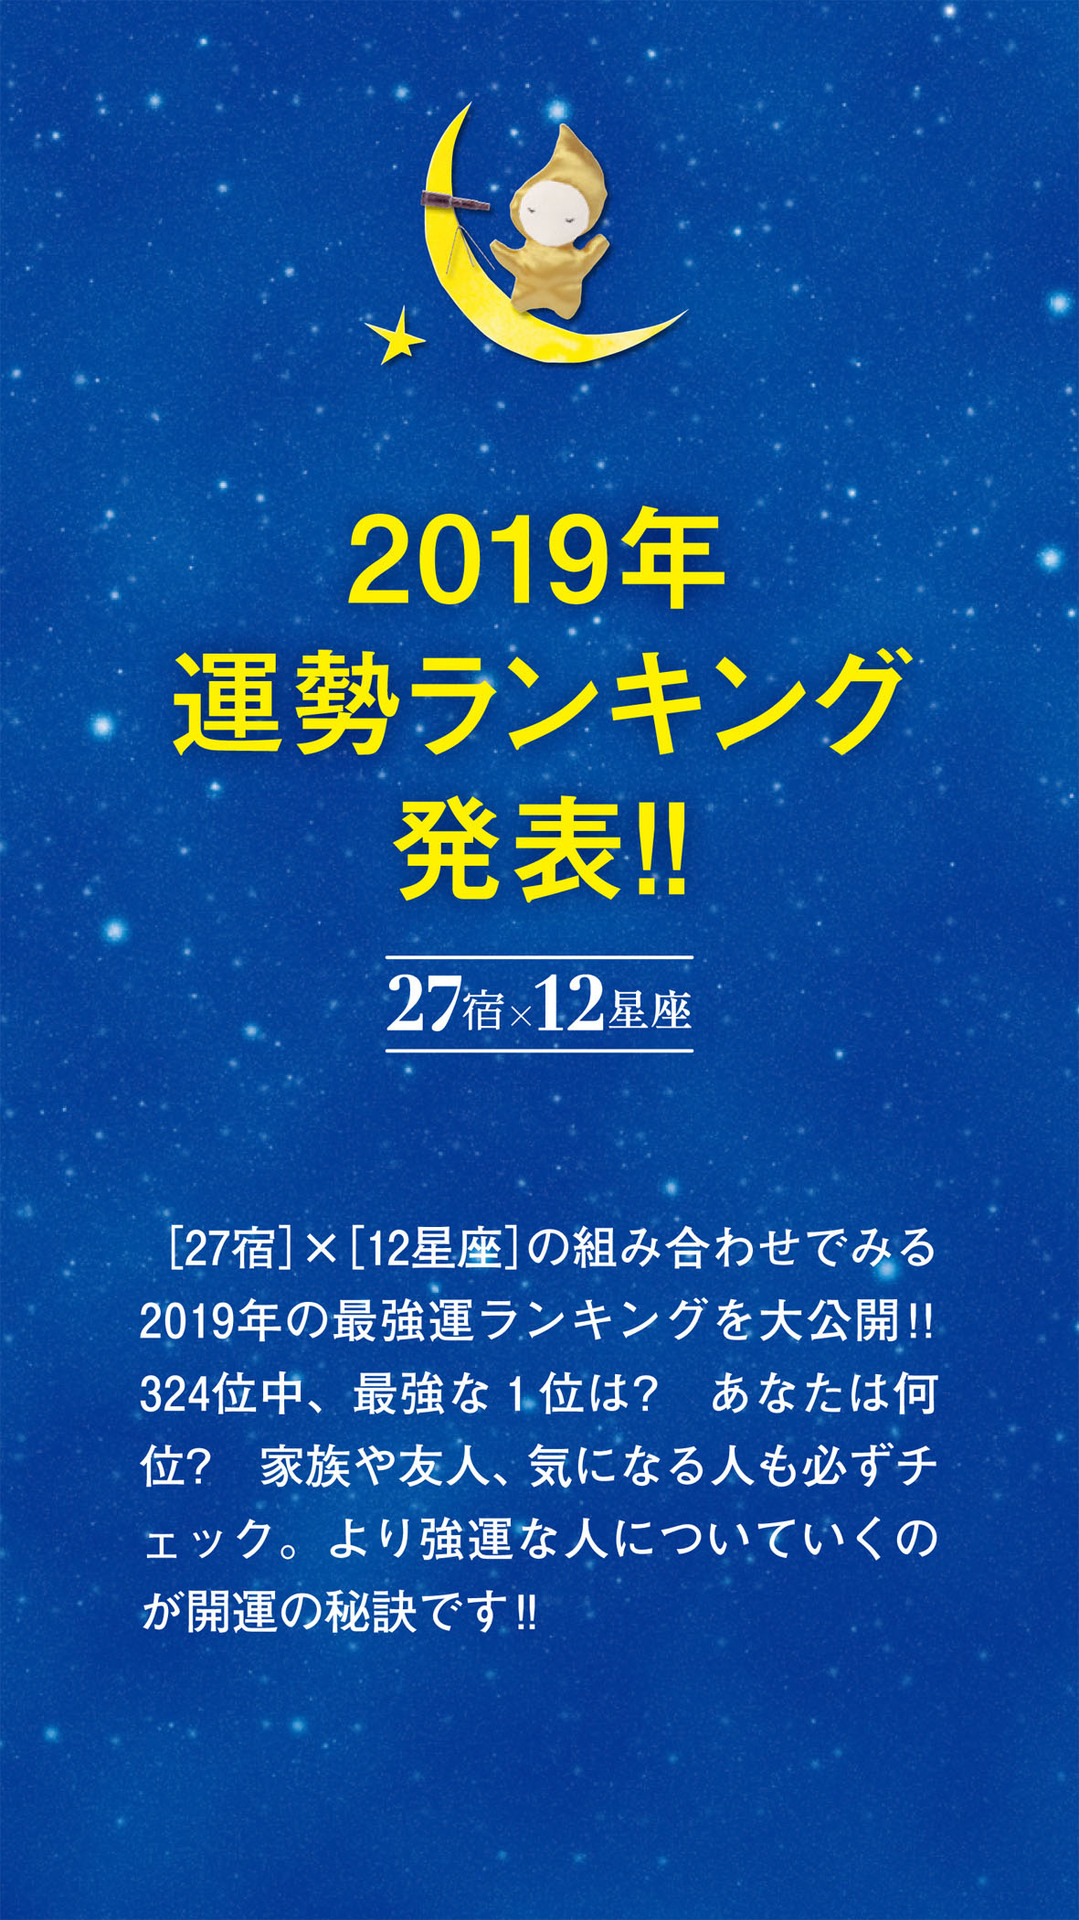 2019年
運勢ランキング
発表!!
27宿×12星座
[27宿]×[12星座]の組み合わせでみる
2019年の最強運ランキングを大公開!!
324位中、最強な1位は?　あなたは何
位?　家族や友人、気になる人も必ずチ
ェック。より強運な人についていくの
が開運の秘訣です!!